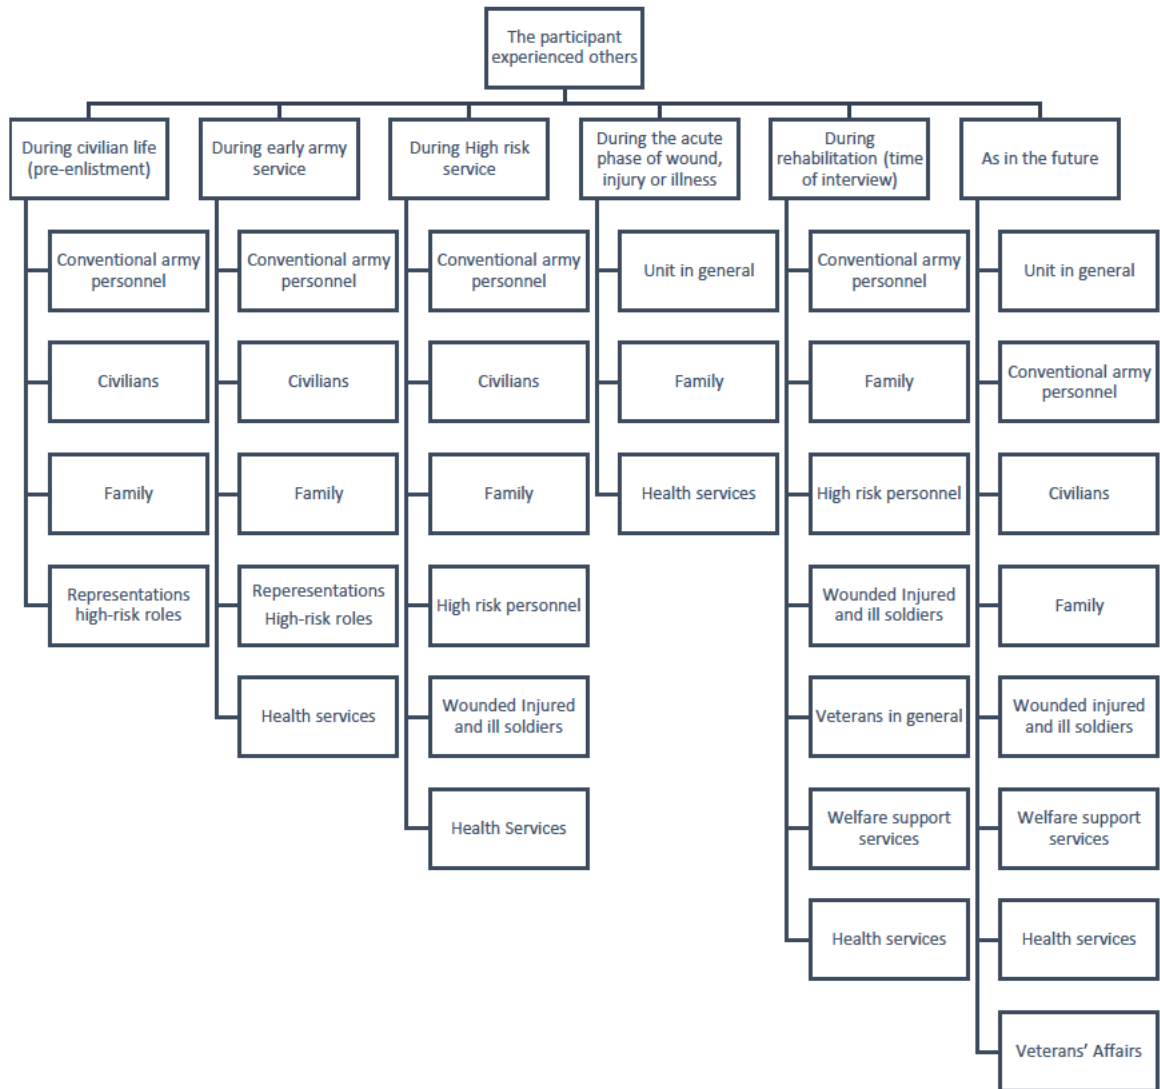 The participant
experienced others
During civilian life
(pre-enlistment)
During early army
service
During High risk
service
During the acute
phase of wound,
injury or illness
During
rehabilitation (time
of interview)
As in the future
Conventional army
personnel
Civilians
Family
Representations
high-risk roles
Conventional army
personnel
Civilians
Family
Reperesentations
High-risk roles
Health services
Conventional army
personnel
Civilians
Family
High risk personnel
Wounded Injured
and ill soldiers
Health Services
Unit in general
Family
Health services
Conventional army
personnel
Family
High risk personnel
Wounded Injured
and ill soldiers
Veterans in general
Welfare support
services
Health services
Unit in general
Conventional army
personnel
Civilians
Family
Wounded injured
and ill soldiers
Welfare support
services
Health services
Veterans’ Affairs